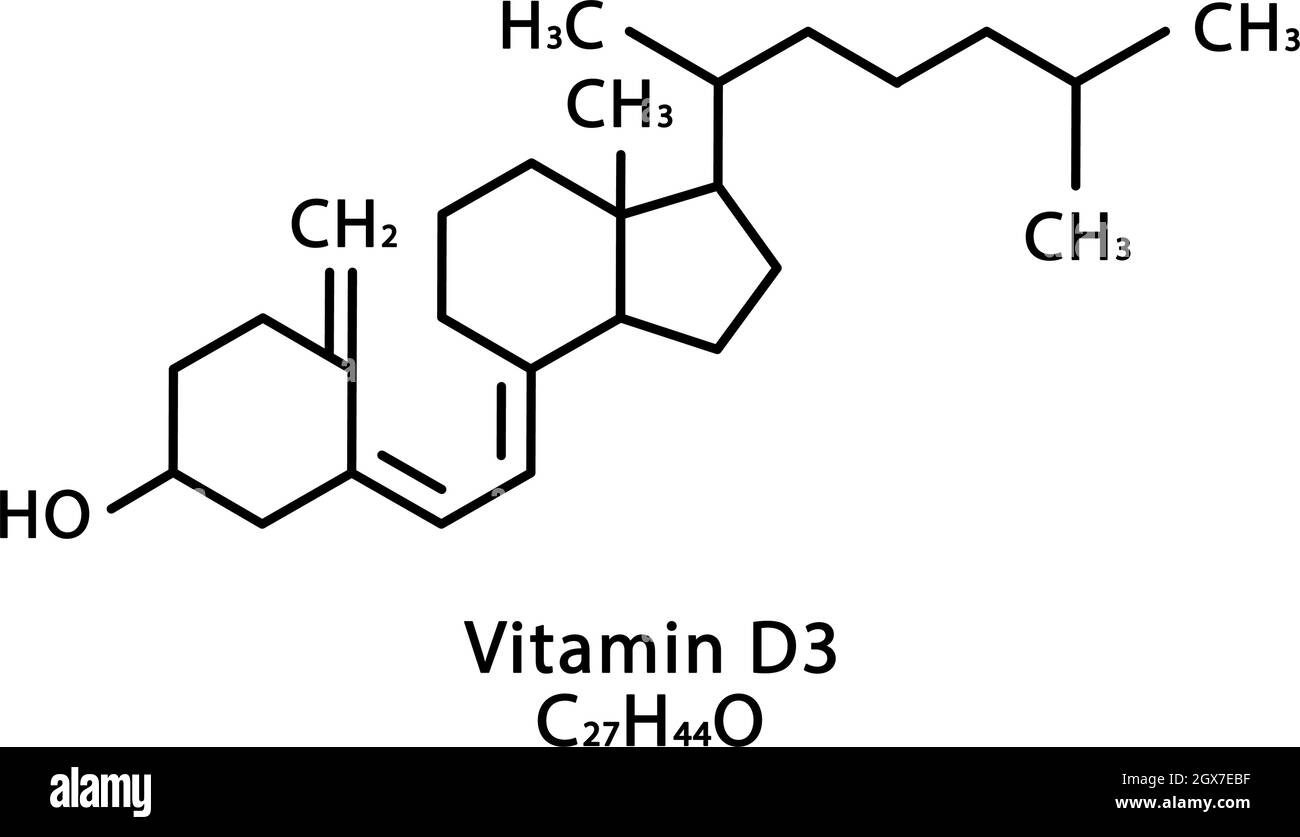 H₃C
CH₃
CH₃
CH₂
CH₃
HO
Vitamin D3
C₂₇H₄₄O
alamy
Image ID: 2GX7EBF
www.alamy.com